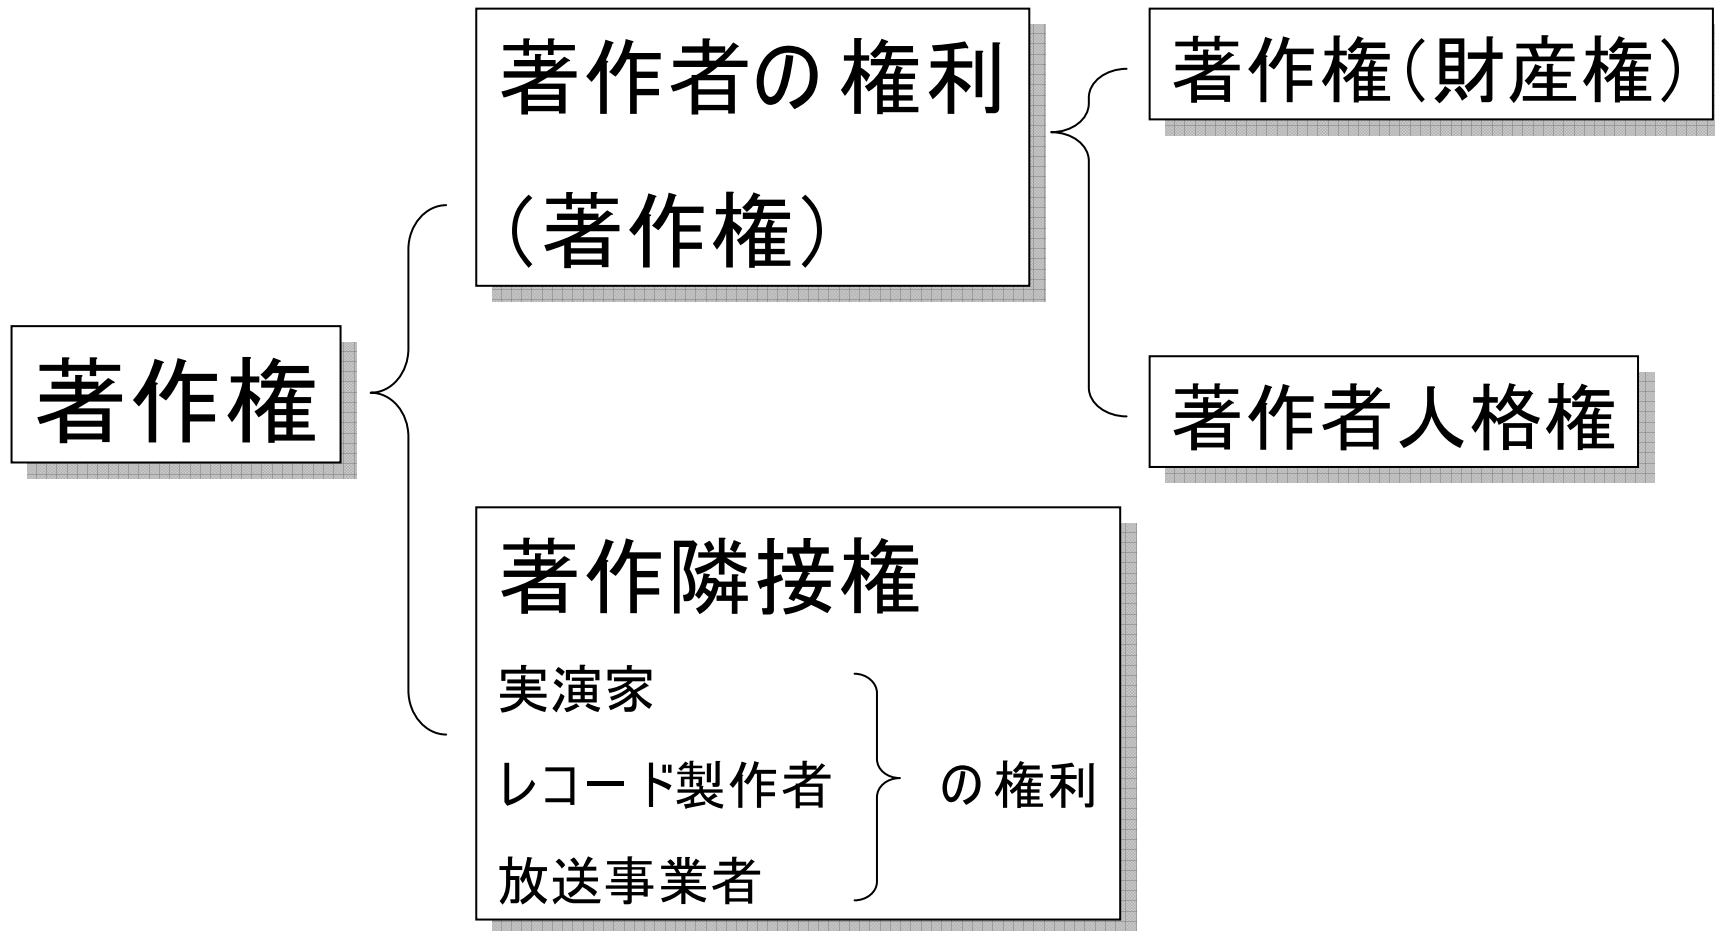 著作権
著作者の権利
（著作権）
著作権（財産権）
著作者人格権
著作隣接権
実演家
レコード製作者
放送事業者
の権利